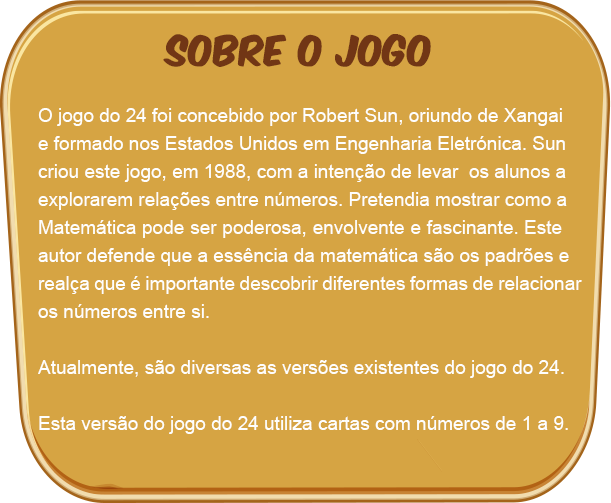 SOBRE O JOGO
O jogo do 24 foi concebido por Robert Sun, oriundo de Xangai
e formado nos Estados Unidos em Engenharia Eletrónica. Sun
criou este jogo, em 1988, com a intenção de levar  os alunos a
explorarem relações entre números. Pretendia mostrar como a
Matemática pode ser poderosa, envolvente e fascinante. Este
autor defende que a essência da matemática são os padrões e
realça que é importante descobrir diferentes formas de relacionar
os números entre si.
Atualmente, são diversas as versões existentes do jogo do 24.
Esta versão do jogo do 24 utiliza cartas com números de 1 a 9.